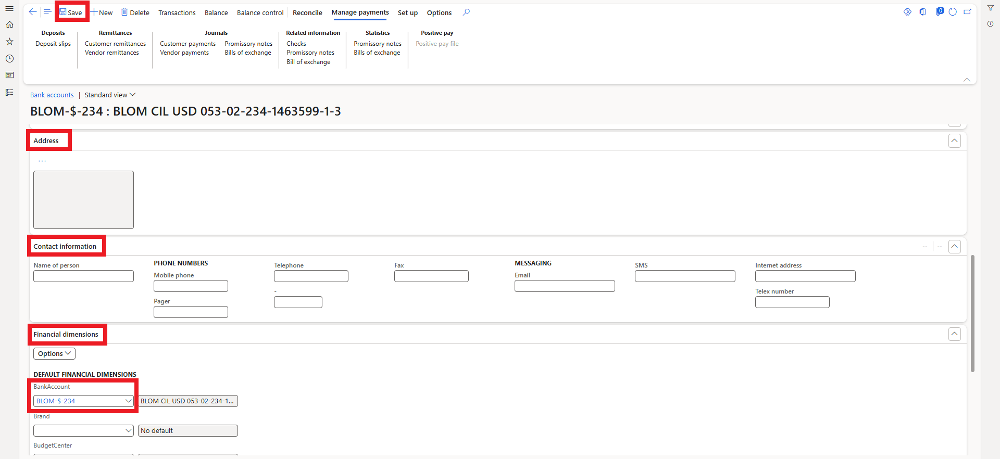 Save
New
Delete
Transactions
Balance
Balance control
Reconcile
Manage payments
Set up
Options
0
Deposits
Deposit slips
Remittances
Customer remittances
Vendor remittances
Journals
Customer payments
Vendor payments
Promissory notes
Bills of exchange
Related information
Checks
Promissory notes
Bill of exchange
Statistics
Promissory notes
Bills of exchange
Positive pay
Positive pay file
Bank accounts | Standard view
BLOM-$-234 : BLOM CIL USD 053-02-234-1463599-1-3
Address
...
Contact information
-- | --
Name of person
PHONE NUMBERS
Mobile phone
Pager
Telephone
-
Fax
MESSAGING
Email
SMS
Internet address
Telex number
Financial dimensions
Options
DEFAULT FINANCIAL DIMENSIONS
BankAccount
BLOM-$-234
BLOM CIL USD 053-02-234-1...
Brand
No default
BudgetCenter